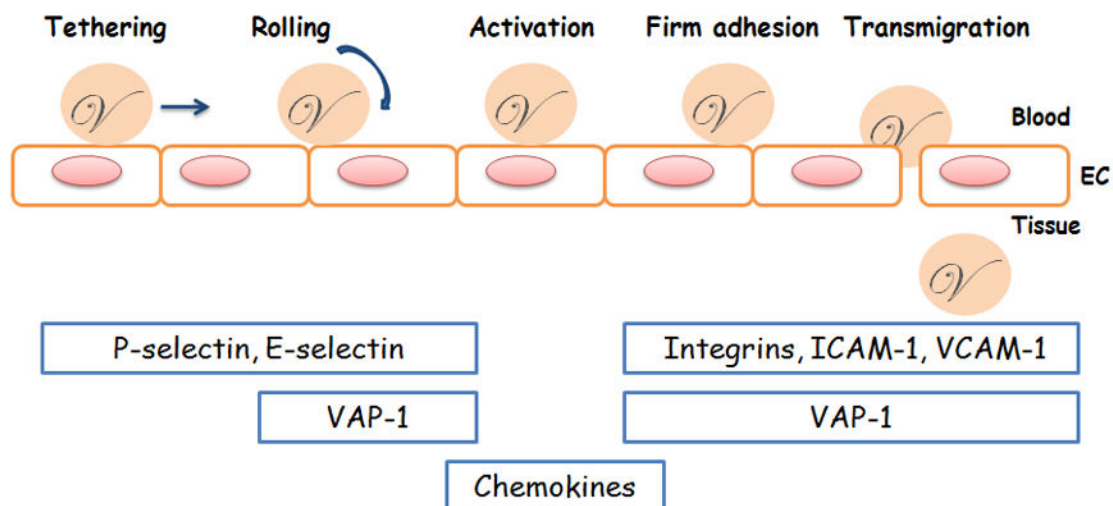 Tethering Rolling Activation Firm adhesion Transmigration
V V V V V
Blood
EC
Tissue
V
P-selectin, E-selectin Integrins, ICAM-1, VCAM-1
VAP-1 VAP-1
Chemokines